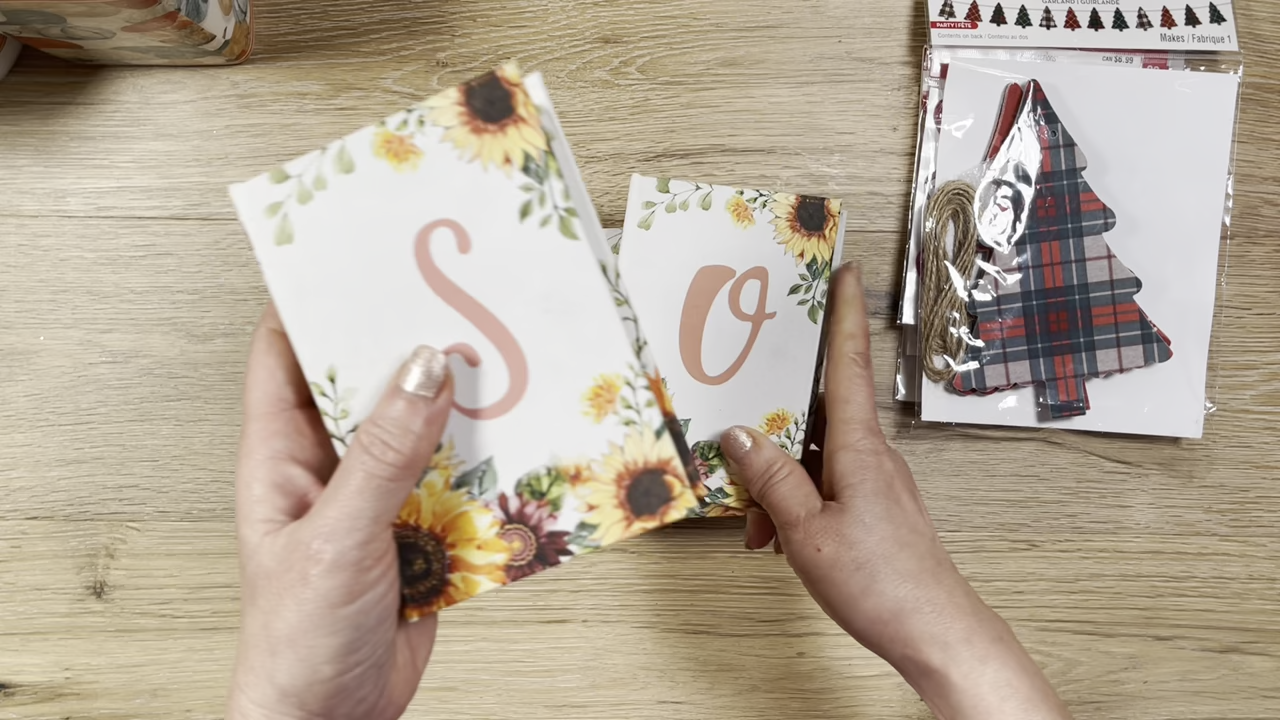 GARLAND | GUIRLANDE
PARTY | FÊTE
Contents on back / Contenu au dos
Makes / Fabrique 1
CAN $8.99
S
O